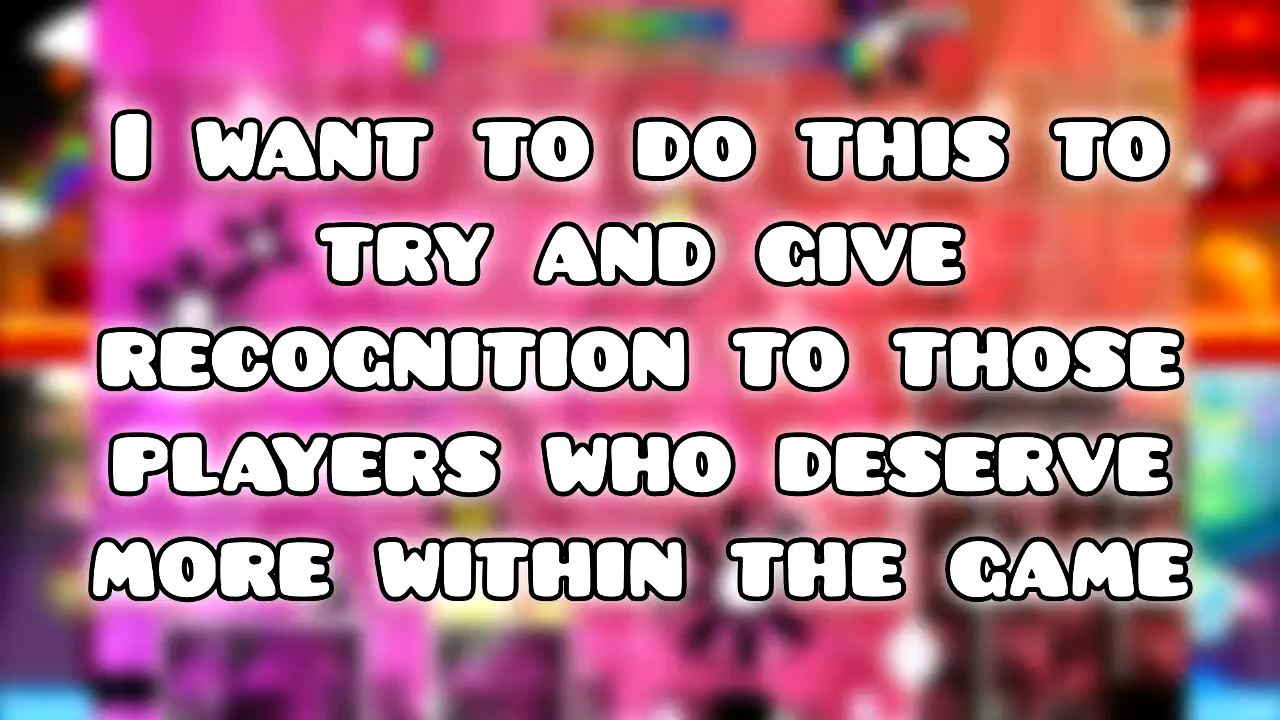 I WANT TO DO THIS TO
TRY AND GIVE
RECOGNITION TO THOSE
PLAYERS WHO DESERVE
MORE WITHIN THE GAME